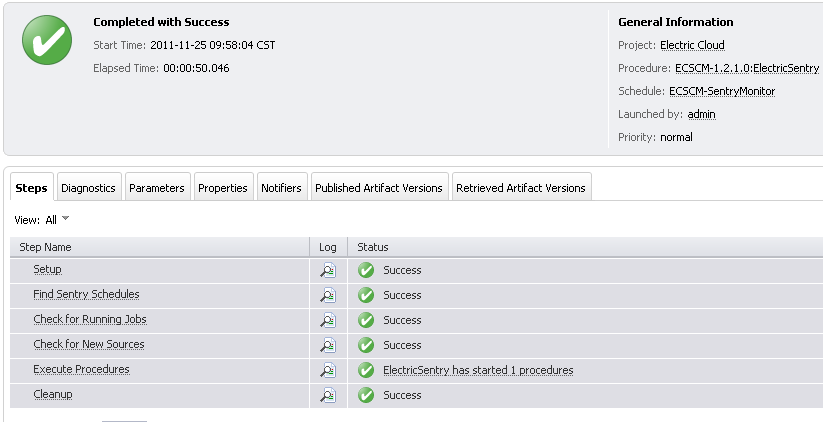 Completed with Success
Start Time: 2011-11-25 09:58:04 CST
Elapsed Time: 00:00:50.046
General Information
Project: Electric Cloud
Procedure: ECSCM-1.2.1.0:ElectricSentry
Schedule: ECSCM-SentryMonitor
Launched by: admin
Priority: normal
Steps Diagnostics Parameters Properties Notifiers Published Artifact Versions Retrieved Artifact Versions
View: All
Step Name Log Status
Setup Success
Find Sentry Schedules Success
Check for Running Jobs Success
Check for New Sources Success
Execute Procedures ElectricSentry has started 1 procedures
Cleanup Success